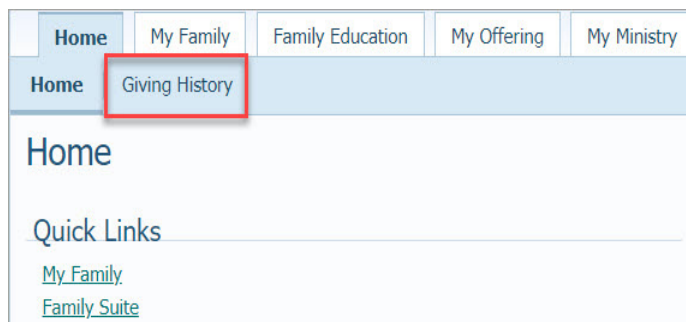 Home My Family Family Education My Offering My Ministry
Home Giving History
Home
Quick Links
My Family
Family Suite